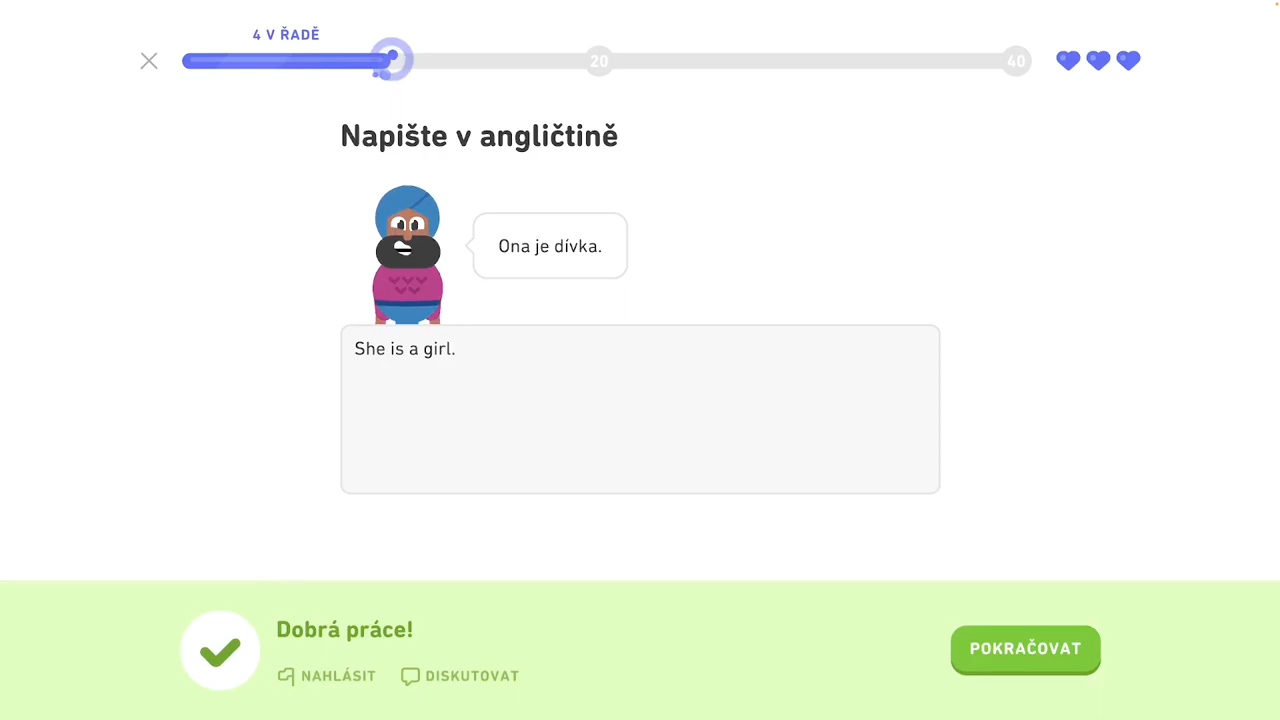 4 V ŘADĚ
20
40
Napište v angličtině
Ona je dívka.
She is a girl.
Dobrá práce!
POKRAČOVAT
NAHLÁSIT
DISKUTOVAT